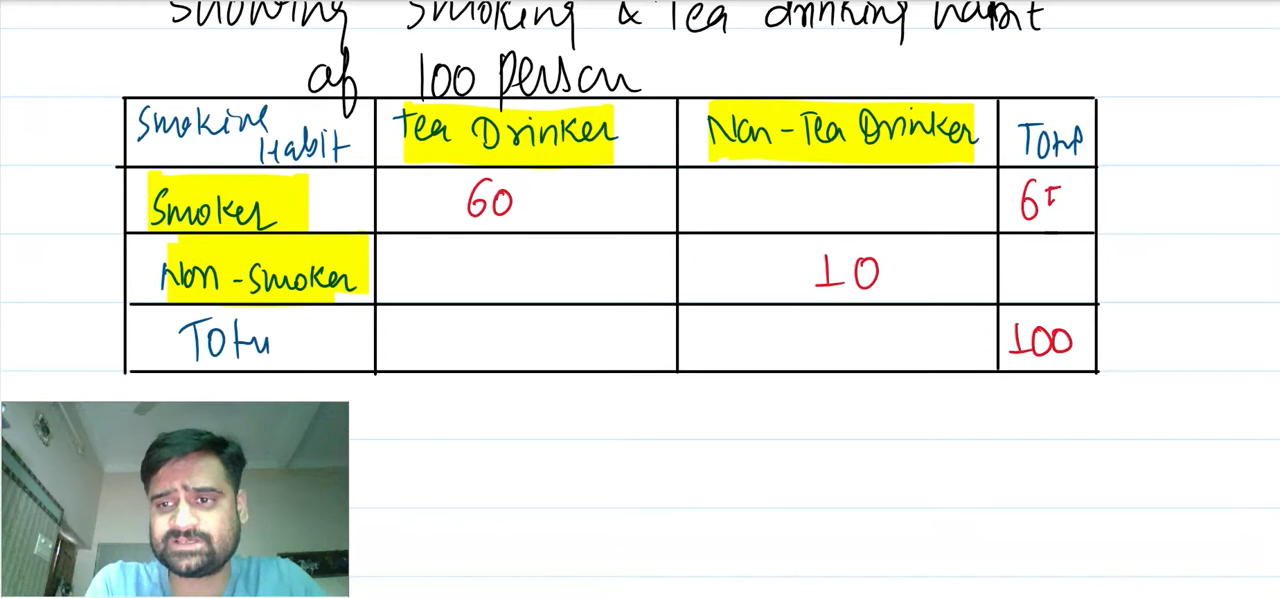 Showing Smoking & Tea drinking habit
of 100 person
Smoking Habit Tea Drinker Non-Tea Drinker Total
Smoker 60 65
Non-Smoker 10
Total 100